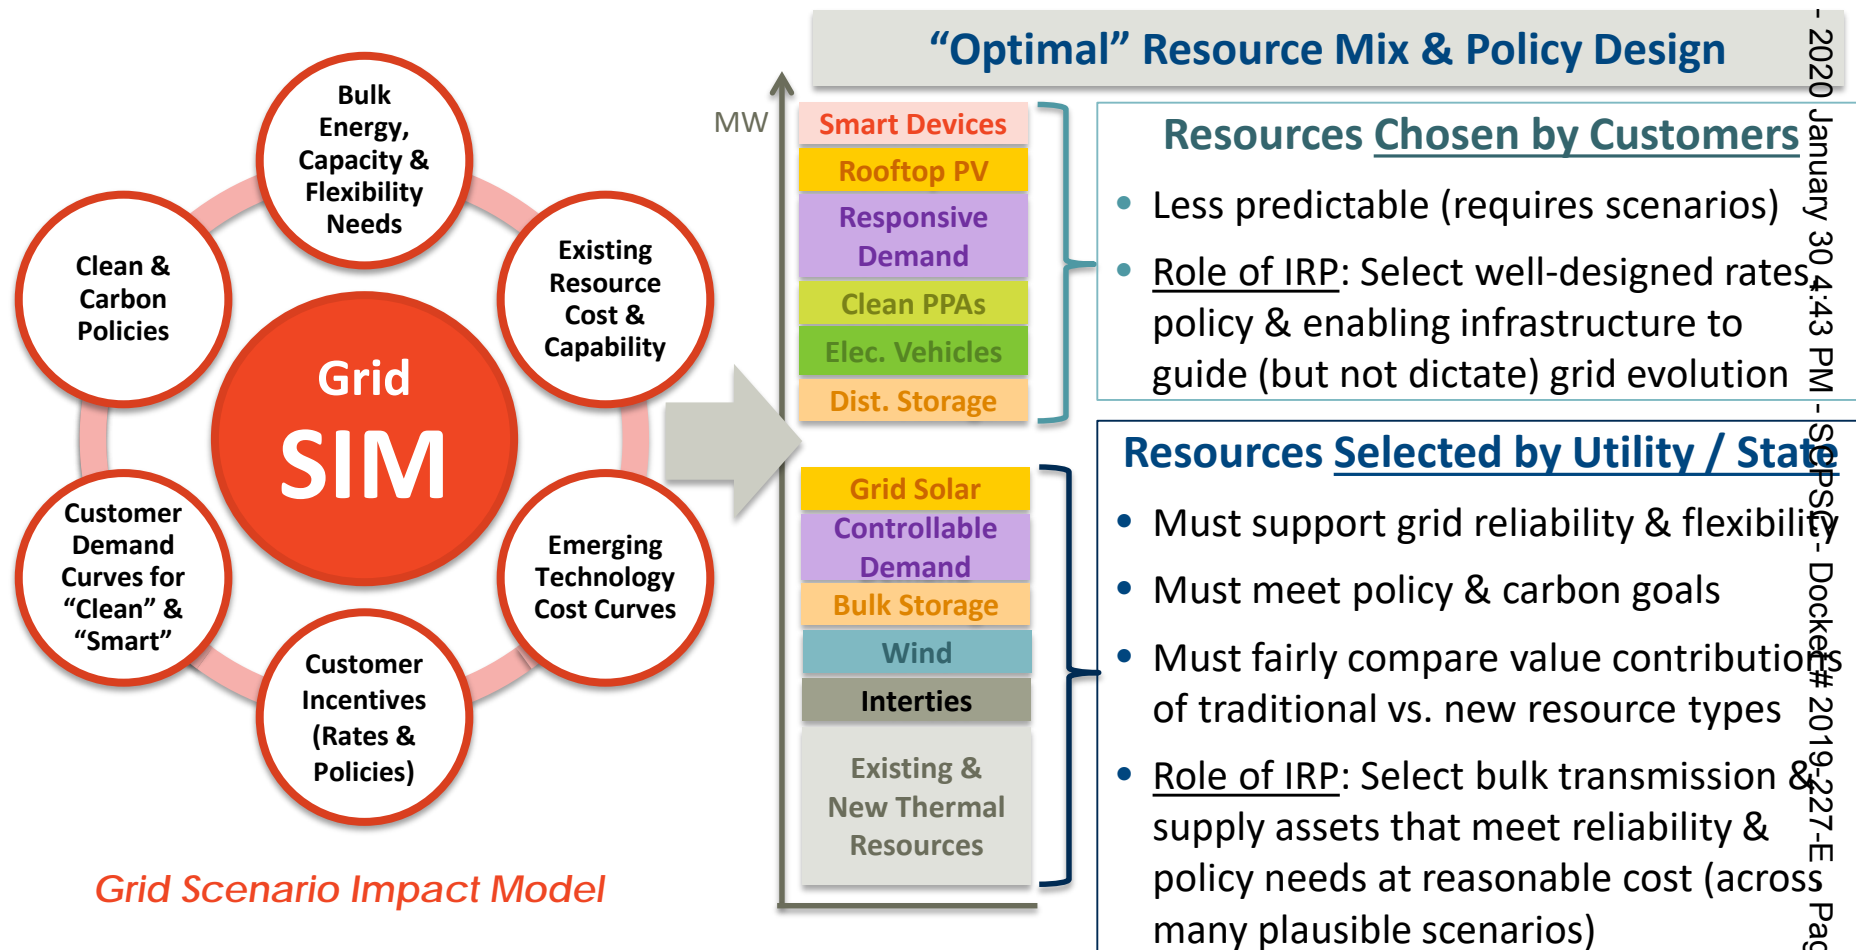 “Optimal” Resource Mix & Policy Design
Bulk
Energy,
Capacity &
Flexibility
Needs
Existing
Resource
Cost &
Capability
Emerging
Technology
Cost Curves
Customer
Incentives
(Rates &
Policies)
Customer
Demand
Curves for
“Clean” &
“Smart”
Clean &
Carbon
Policies
Grid
SIM
Grid Scenario Impact Model
MW
Smart Devices
Rooftop PV
Responsive
Demand
Clean PPAs
Elec. Vehicles
Dist. Storage
Grid Solar
Controllable
Demand
Bulk Storage
Wind
Interties
Existing &
New Thermal
Resources
Resources Chosen by Customers
• Less predictable (requires scenarios)
• Role of IRP: Select well-designed rates,
policy & enabling infrastructure to
guide (but not dictate) grid evolution
Resources Selected by Utility / State
• Must support grid reliability & flexibility
• Must meet policy & carbon goals
• Must fairly compare value contributions
of traditional vs. new resource types
• Role of IRP: Select bulk transmission &
supply assets that meet reliability &
policy needs at reasonable cost (across
many plausible scenarios)
- 2020 January 30 4:43 PM - SCPSC - Docket # 2019-227-E - Pag